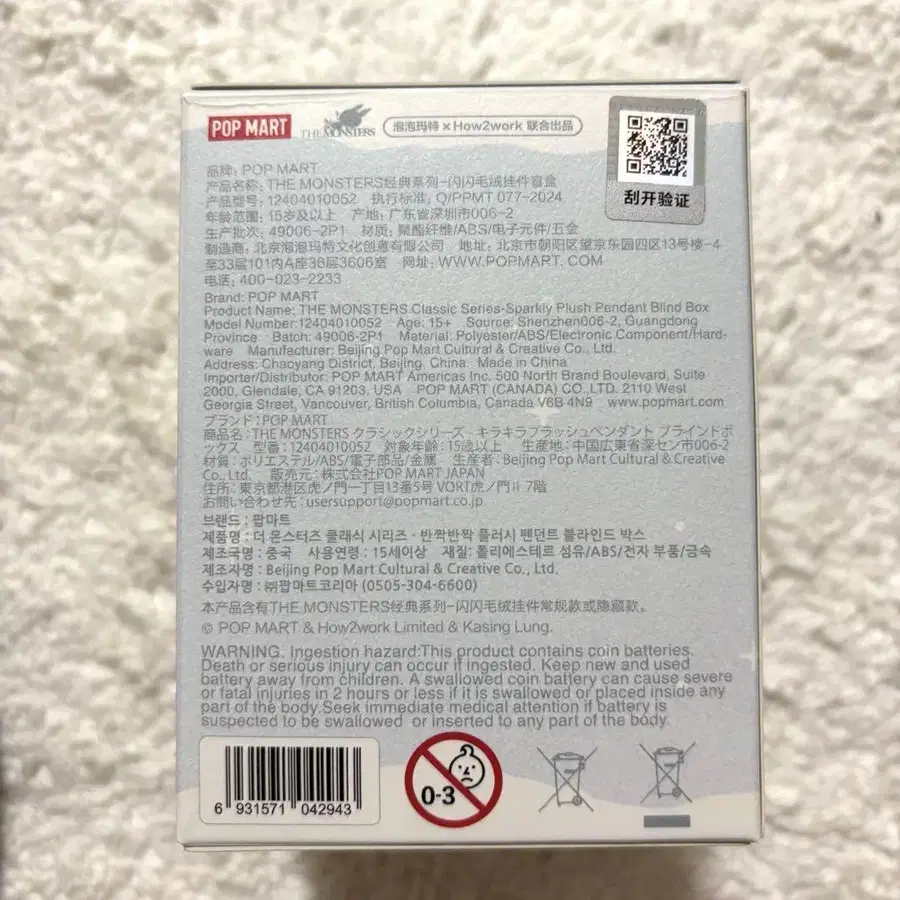 POP MART THE MONSTERS 泡泡玛特×How2work 联合出品
刮开验证
品牌: POP MART
产品名称: THE MONSTERS经典系列-闪闪毛绒挂件盲盒
产品型号: 12404010052 执行标准: Q/PPMT 077-2024
年龄范围: 15岁及以上 产地: 广东省深圳市006-2
生产批次: 49006-2P1 材质: 聚酯纤维/ABS/电子元件/五金
制造商: 北京泡泡玛特文化创意有限公司 地址: 北京市朝阳区望京东园四区13号楼-4
至33层101内A座36层3606室 网址: WWW.POPMART.COM
电话: 400-023-2233
Brand: POP MART
Product Name: THE MONSTERS Classic Series-Sparkly Plush Pendant Blind Box
Model Number:12404010052 Age: 15+ Source: Shenzhen006-2, Guangdong
Province Batch: 49006-2P1 Material: Polyester/ABS/Electronic Component/Hard-
ware Manufacturer: Beijing Pop Mart Cultural & Creative Co., Ltd.
Address: Chaoyang District, Beijing, China Made in China
Importer/Distributor: POP MART Americas Inc. 500 North Brand Boulevard, Suite
2000, Glendale, CA 91203, USA POP MART (CANADA) CO.,LTD. 2110 West
Georgia Street, Vancouver, British Columbia, Canada V6B 4N9 www.popmart.com
ブランド:POP MART
商品名: THE MONSTERS クラシックシリーズ キラキラプラッシュペンダント ブラインドボ
ックス 型番: 12404010052 対象年齢: 15歳以上 生産地: 中国広東省深セン市006-2
材質: ポリエステル/ABS/電子部品/金属 生産者: Beijing Pop Mart Cultural & Creative
Co., Ltd. 販売元: 株式会社POP MART JAPAN
住所: 東京都港区虎ノ門一丁目13番5号 VORT虎ノ門Ⅱ 7階
お問い合わせ先: usersupport@popmart.co.jp
브랜드 : 팝마트
제품명 : 더 몬스터즈 클래식 시리즈 - 반짝반짝 플러시 펜던트 블라인드 박스
제조국명 : 중국 사용연령 : 15세이상 재질: 폴리에스테르 섬유/ABS/전자 부품/금속
제조자명 : Beijing Pop Mart Cultural & Creative Co., Ltd.
수입자명 : ㈜팝마트코리아 (0505-304-6600)
本产品含有THE MONSTERS经典系列-闪闪毛绒挂件常规款或隐藏款。
© POP MART & How2work Limited & Kasing Lung.
WARNING. Ingestion hazard:This product contains coin batteries.
Death or serious injury can occur if ingested. Keep new and used
battery away from children. A swallowed coin battery can cause severe
or fatal injuries in 2 hours or less if it is swallowed or placed inside any
part of the body.Seek immediate medical attention if battery is
suspected to be swallowed or inserted to any part of the body.
6 931571 042943
0-3